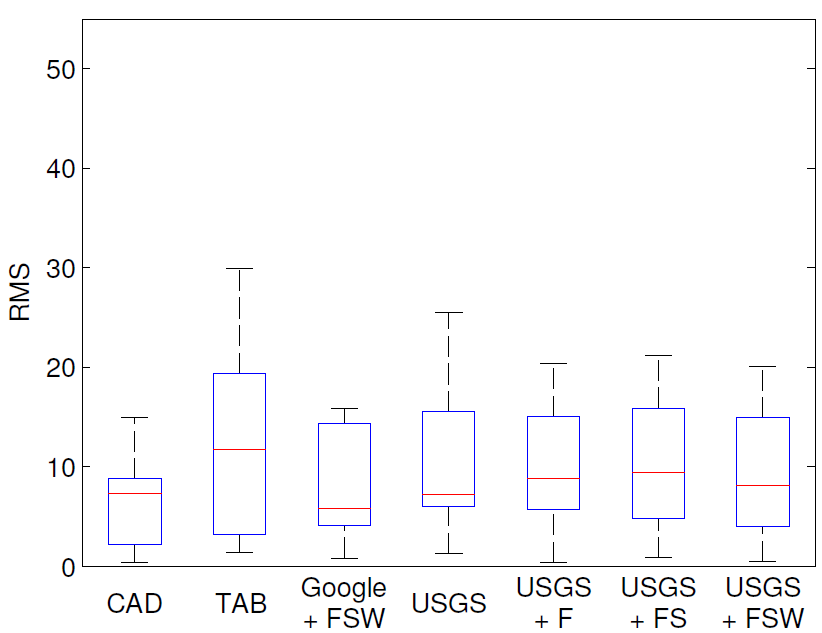 50
40
30
20
10
0
RMS
CAD
TAB
Google
+ FSW
USGS
USGS
+ F
USGS
+ FS
USGS
+ FSW